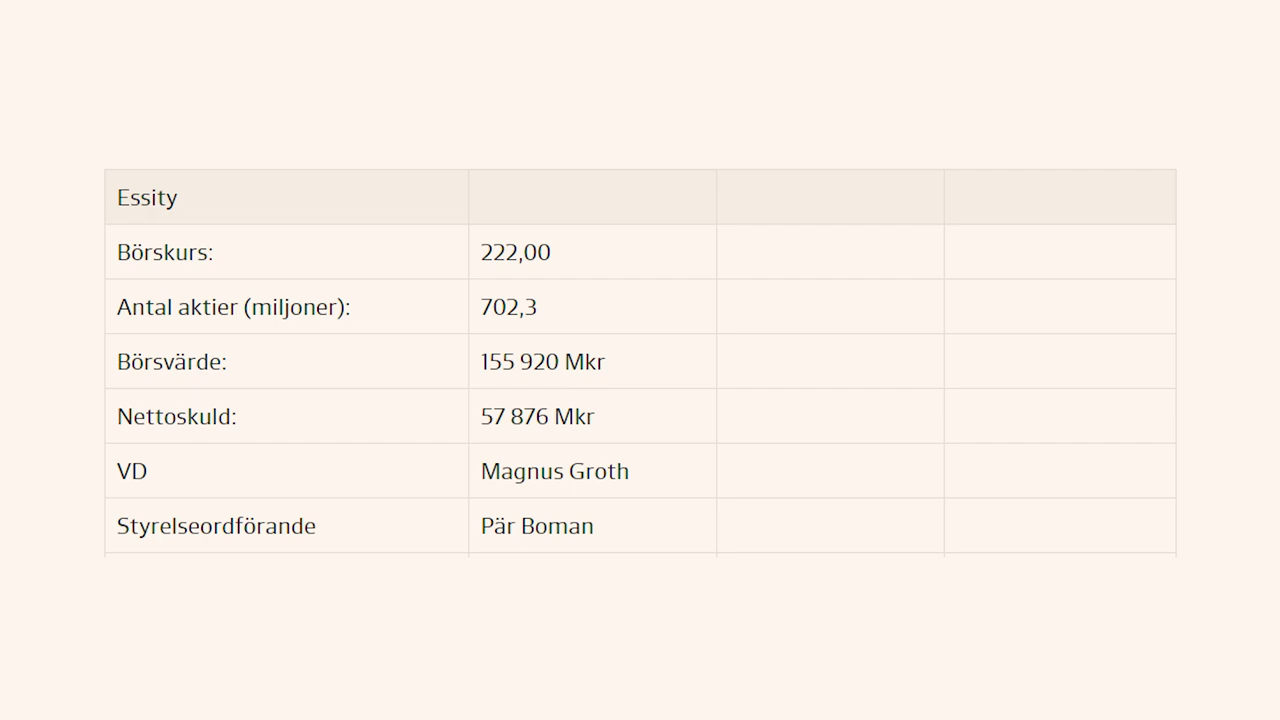 Essity
Börskurs: 222,00
Antal aktier (miljoner): 702,3
Börsvärde: 155 920 Mkr
Nettoskuld: 57 876 Mkr
VD Magnus Groth
Styrelseordförande Pär Boman